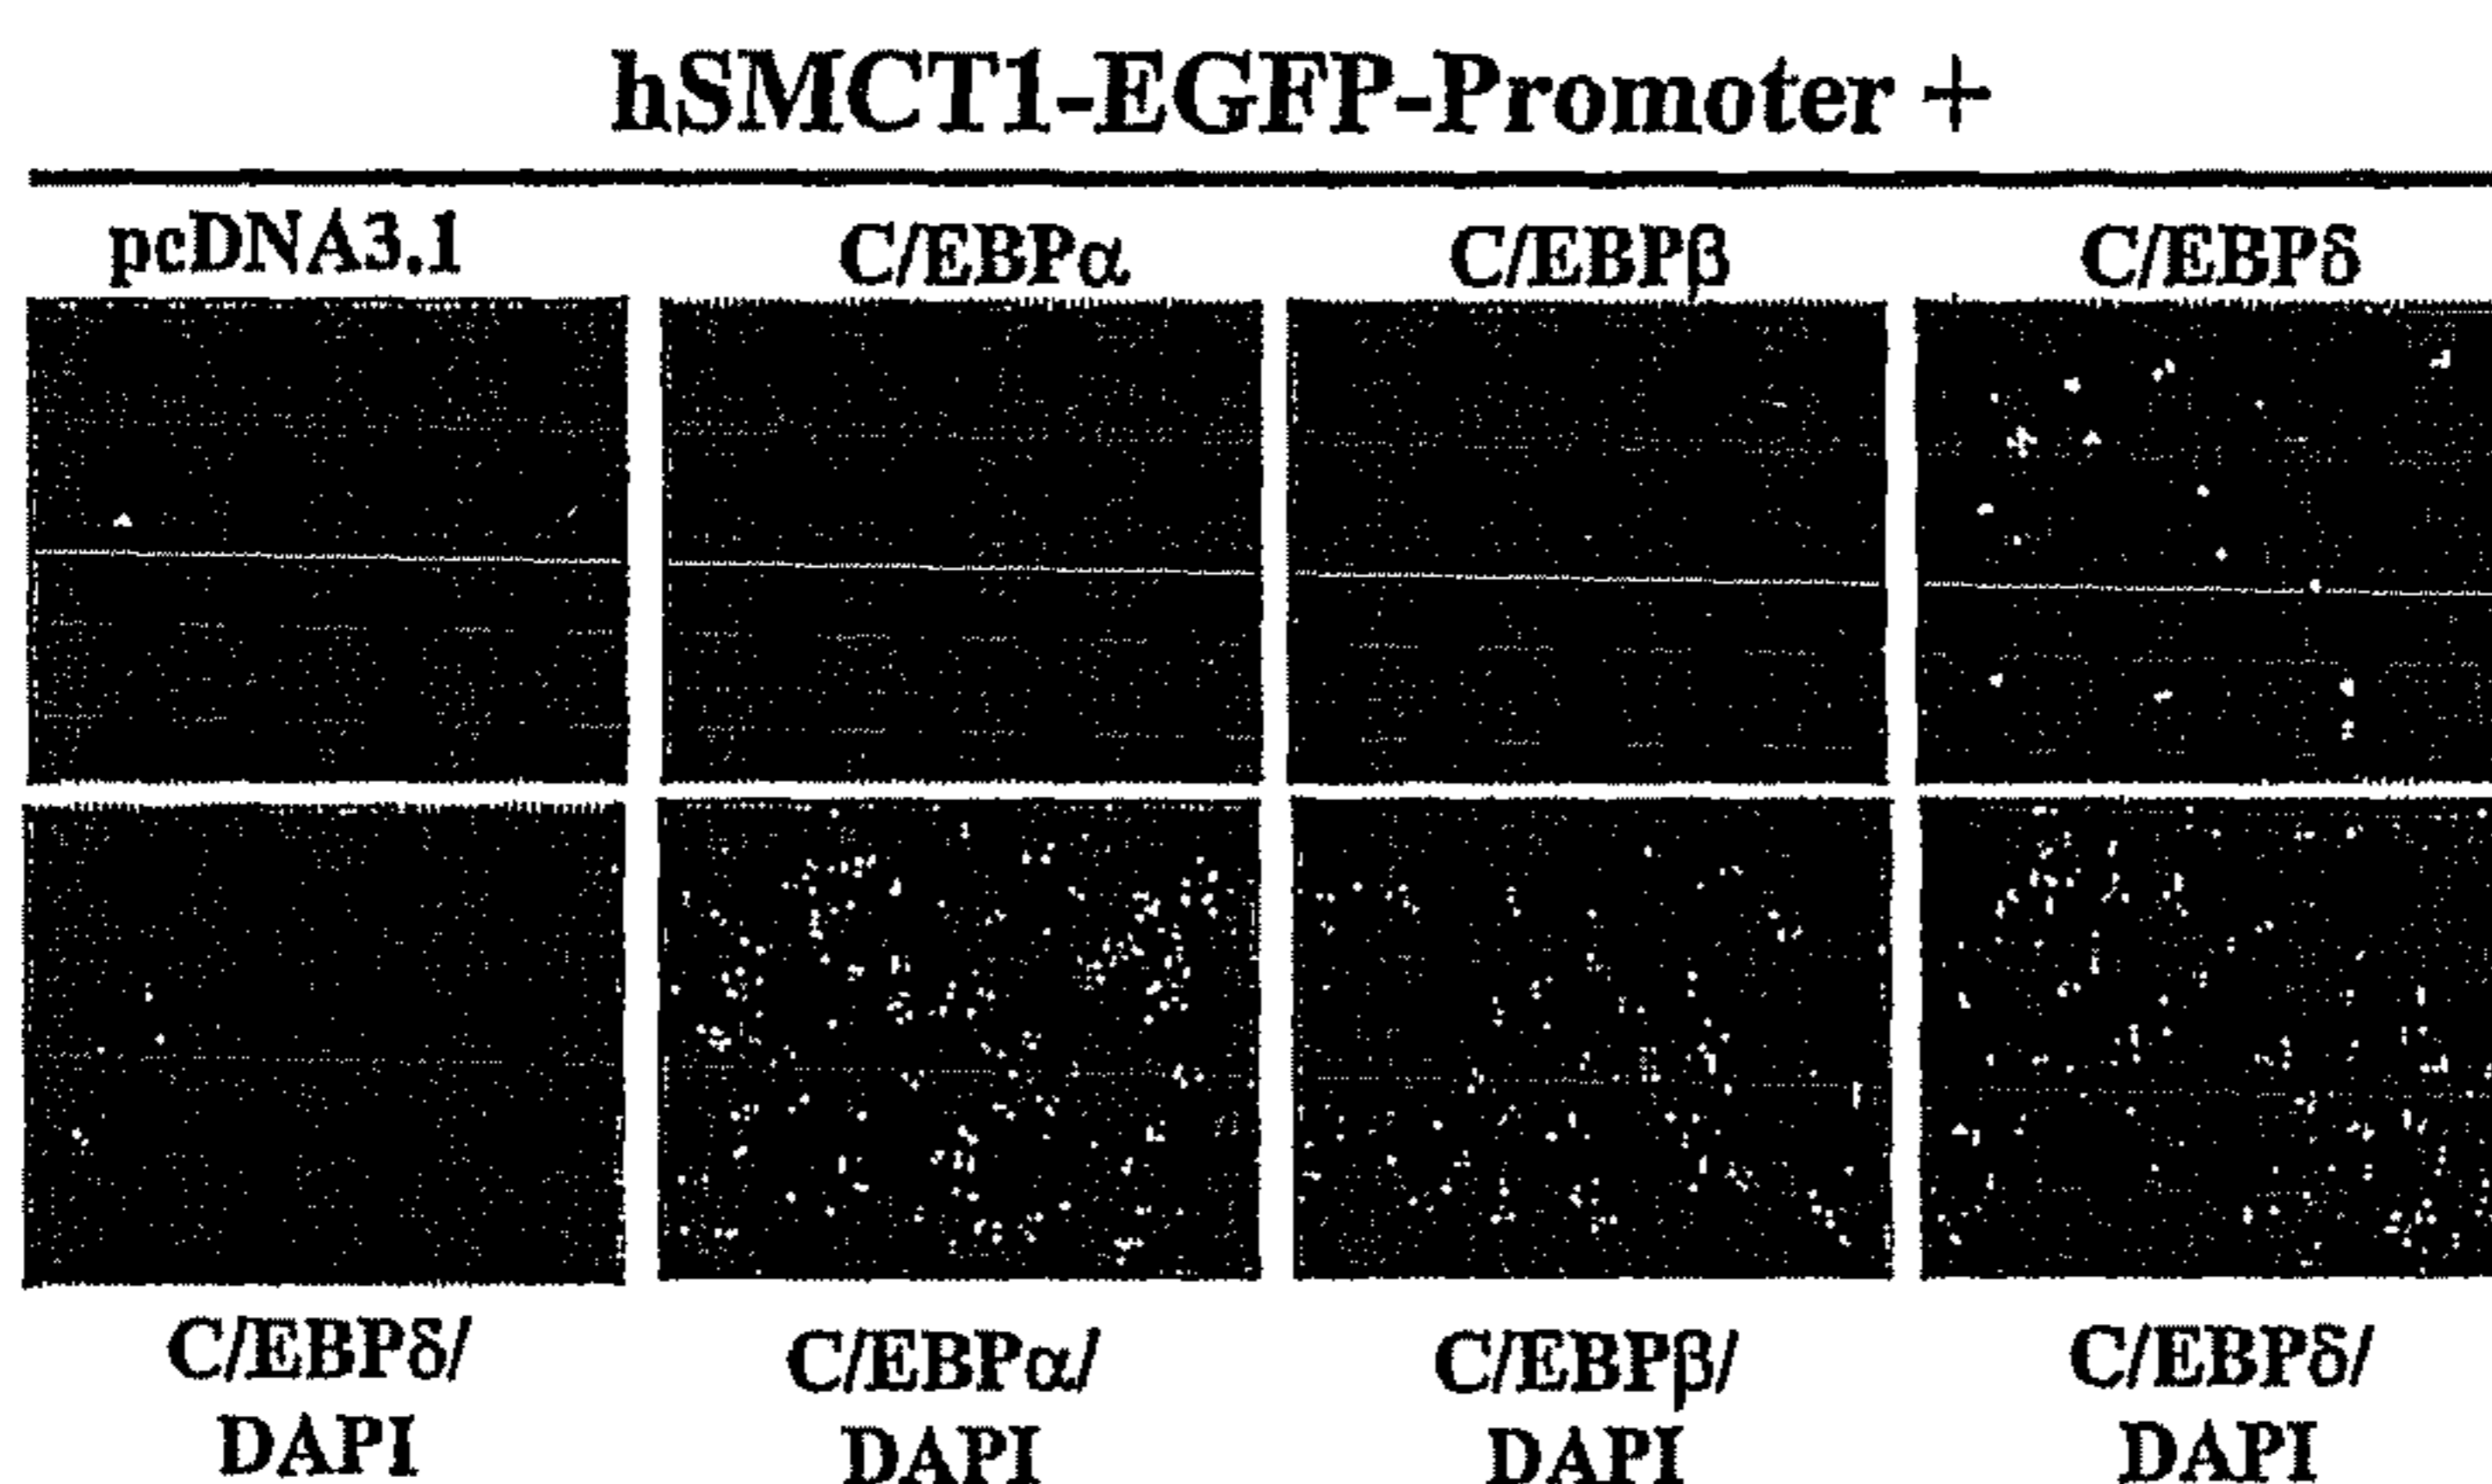 hSMCT1-EGFP-Promoter +
pcDNA3.1 C/EBPα C/EBPβ C/EBPδ
C/EBPδ/ C/EBPα/ C/EBPβ/ C/EBPδ/
DAPI DAPI DAPI DAPI